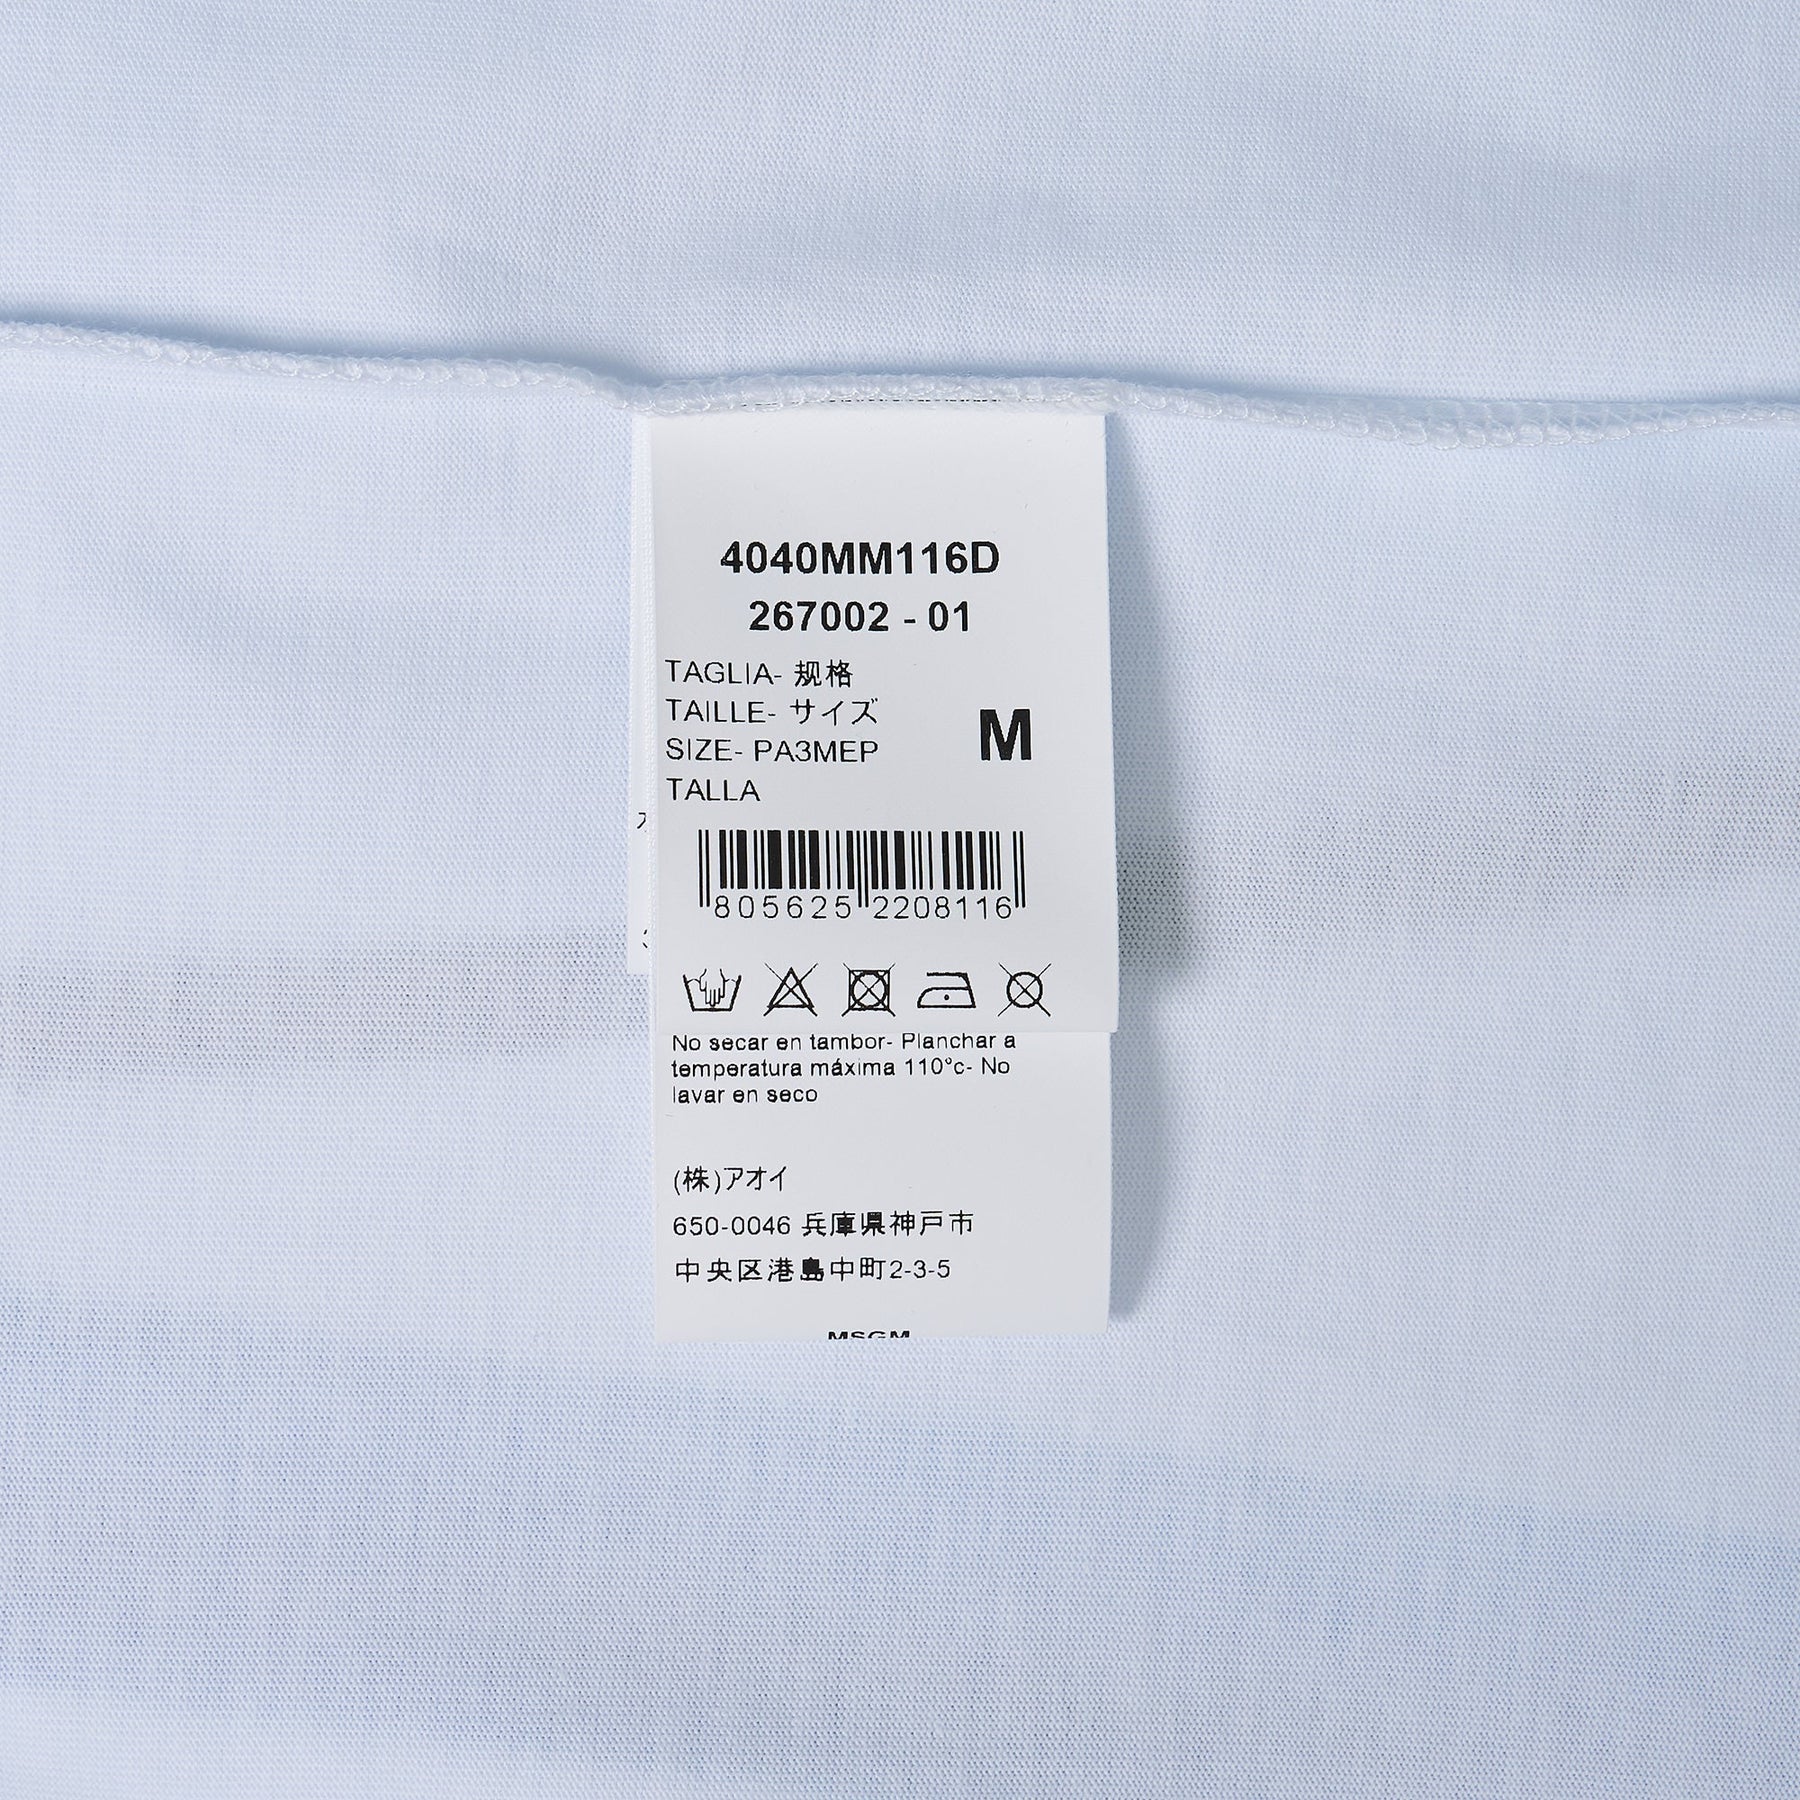 4040MM116D
267002 - 01
TAGLIA- 规格
TAILLE- サイズ
SIZE- РАЗМЕР
TALLA
M
805625 2208116
No secar en tambor- Planchar a
temperatura máxima 110°c- No
lavar en seco
(株)アオイ
650-0046 兵庫県神戸市
中央区港島中町2-3-5
MSGM